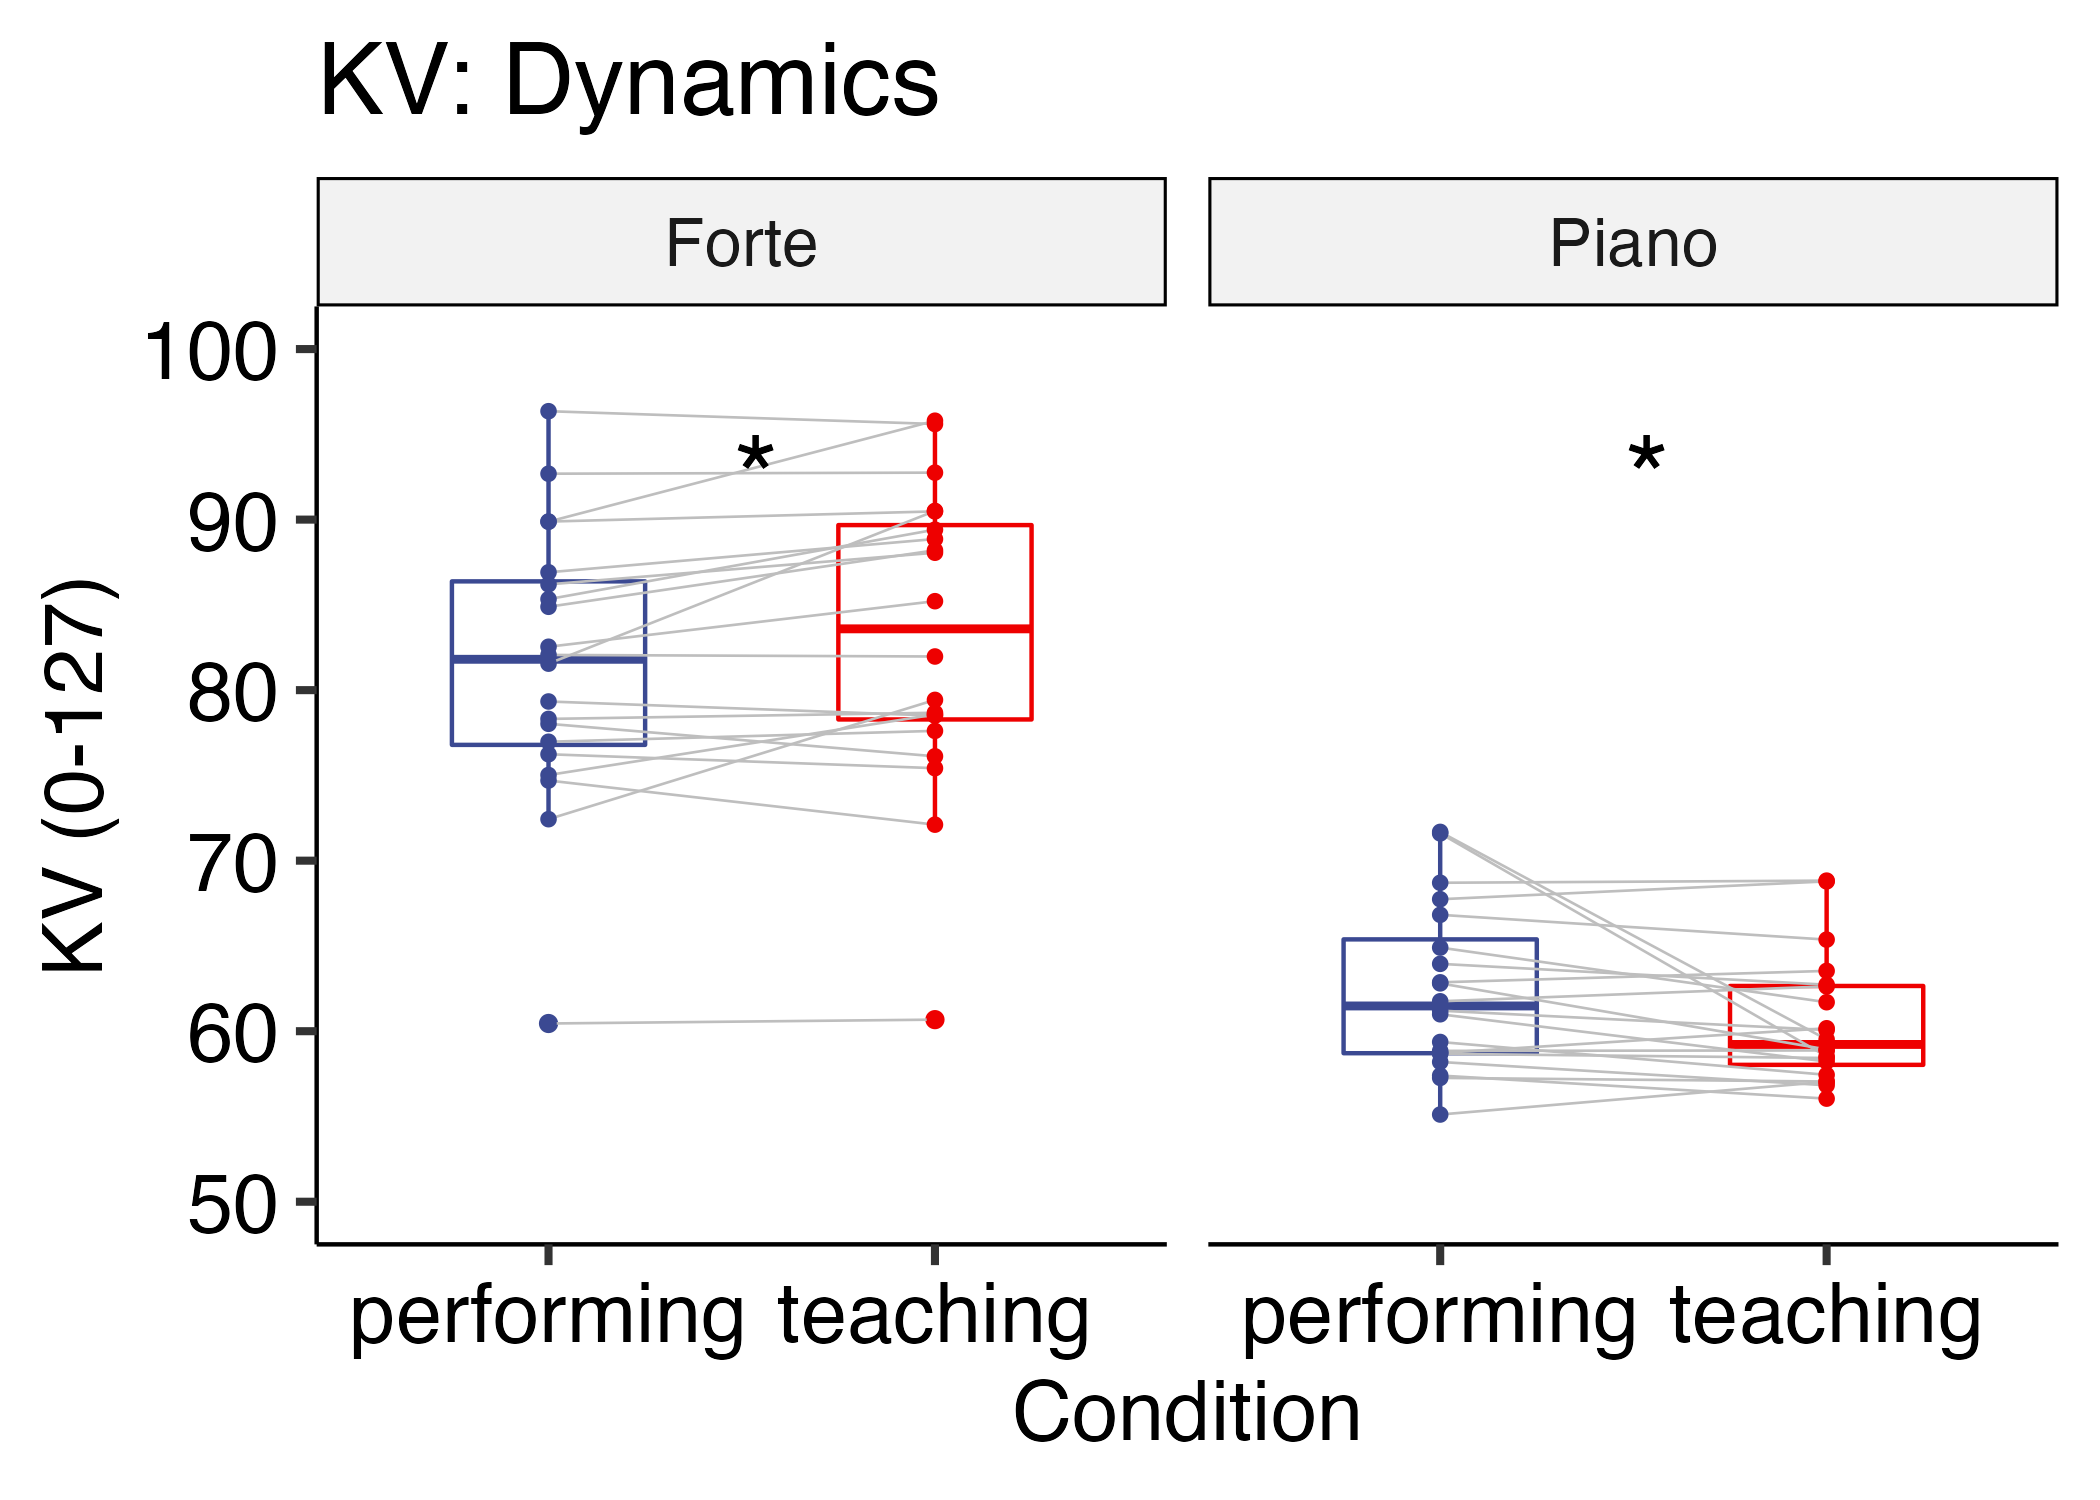 KV: Dynamics
Forte
Piano
*
*
KV (0-127)
100
90
80
70
60
50
performing teaching
performing teaching
Condition